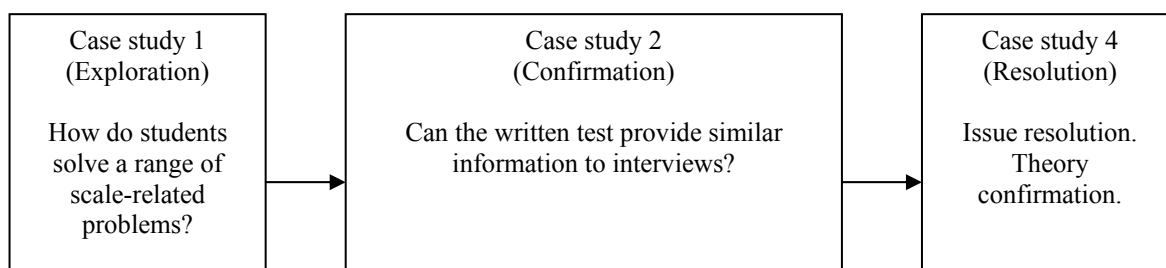 Case study 1
(Exploration)
How do students
solve a range of
scale-related
problems?
Case study 2
(Confirmation)
Can the written test provide similar
information to interviews?
Case study 4
(Resolution)
Issue resolution.
Theory
confirmation.